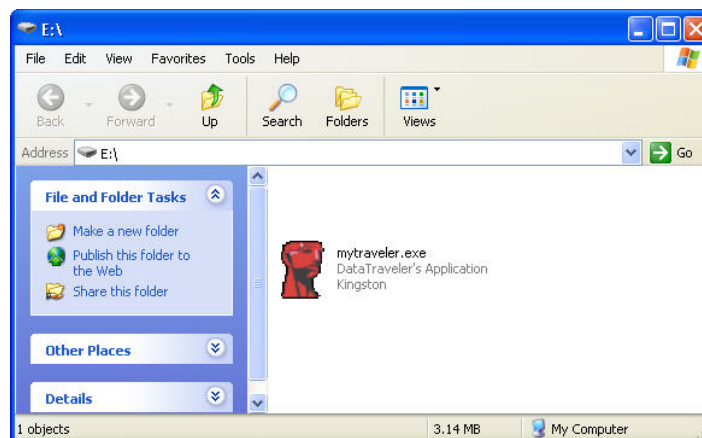 E:\
File Edit View Favorites Tools Help
Back Forward Up Search Folders Views
Address E:\ Go
File and Folder Tasks
Make a new folder
Publish this folder to
the Web
Share this folder
Other Places
Details
mytraveler.exe
DataTraveler's Application
Kingston
1 objects 3.14 MB My Computer